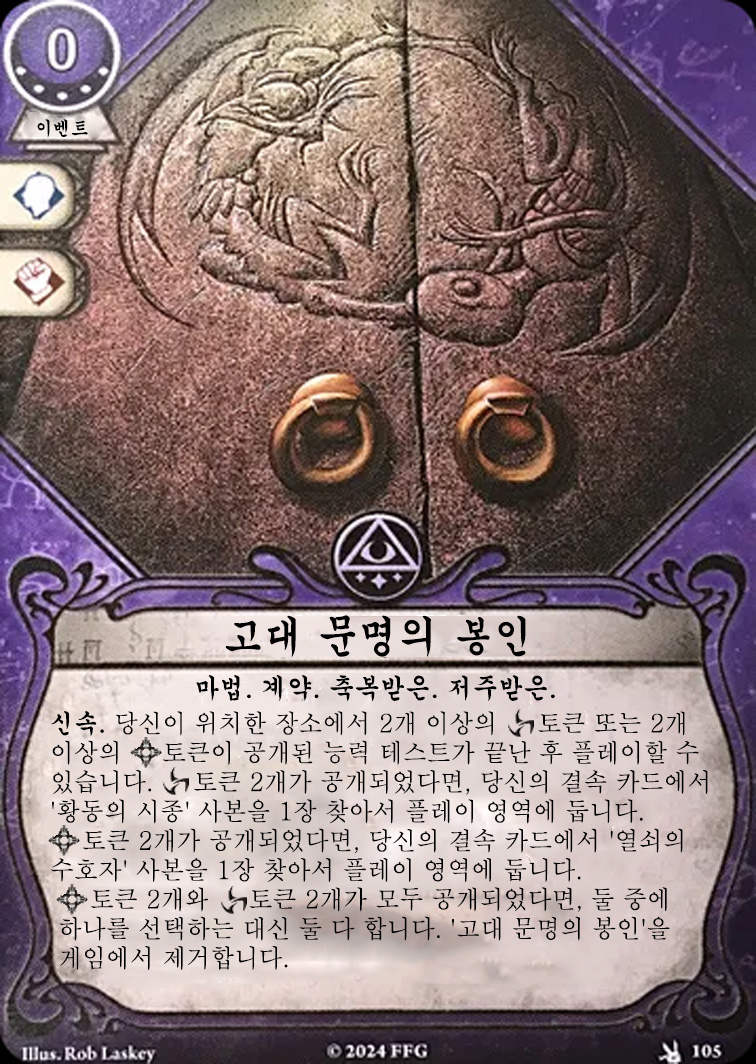 0
이벤트
고대 문명의 봉인
마법. 계약. 축복받은. 저주받은.
신속. 당신이 위치한 장소에서 2개 이상의 토큰 또는 2개
이상의 토큰이 공개된 능력 테스트가 끝난 후 플레이할 수
있습니다. 토큰 2개가 공개되었다면, 당신의 결속 카드에서
'황동의 시종' 사본을 1장 찾아서 플레이 영역에 둡니다.
토큰 2개가 공개되었다면, 당신의 결속 카드에서 '열쇠의
수호자' 사본을 1장 찾아서 플레이 영역에 둡니다.
토큰 2개와 토큰 2개가 모두 공개되었다면, 둘 중에
하나를 선택하는 대신 둘 다 합니다. '고대 문명의 봉인'을
게임에서 제거합니다.
Illus. Rob Laskey
© 2024 FFG
105